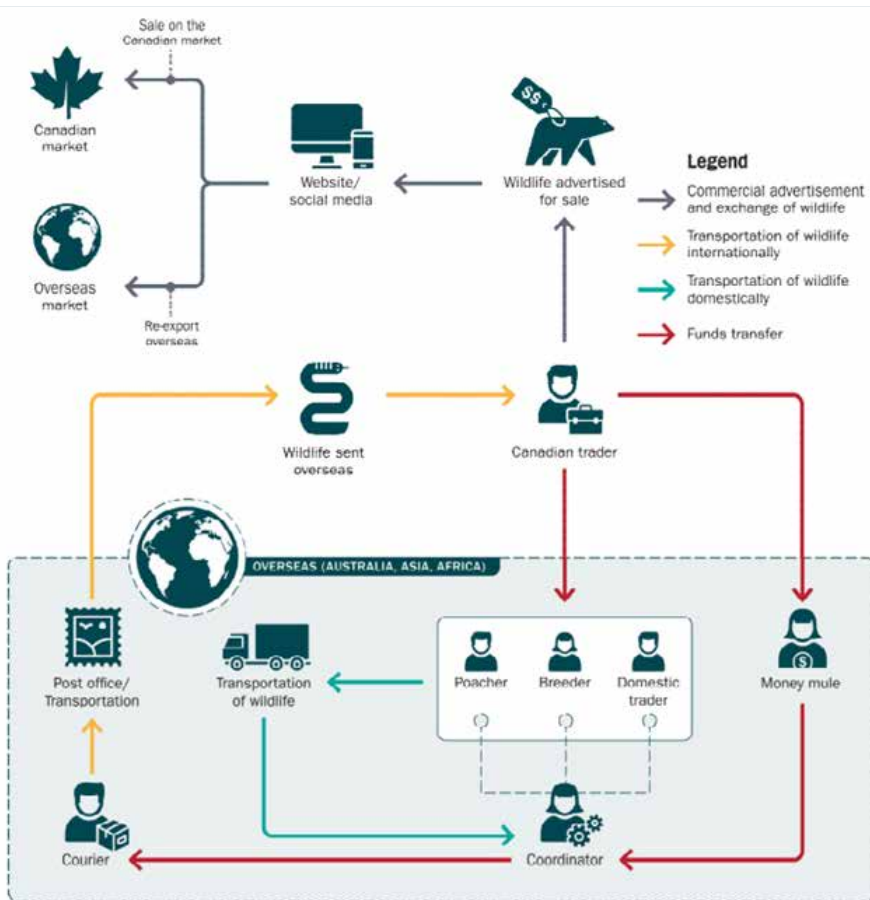 Sale on the
Canadian market
Canadian
market
Website/
social media
$$
Wildlife advertised
for sale
Legend
Commercial advertisement
and exchange of wildlife
Transportation of wildlife
internationally
Transportation of wildlife
domestically
Funds transfer
Overseas
market
Re-export
overseas
Wildlife sent
overseas
Canadian trader
OVERSEAS (AUSTRALIA, ASIA, AFRICA)
Post office/
Transportation
Transportation
of wildlife
Poacher
Breeder
Domestic
trader
$
Money mule
Courier
Coordinator